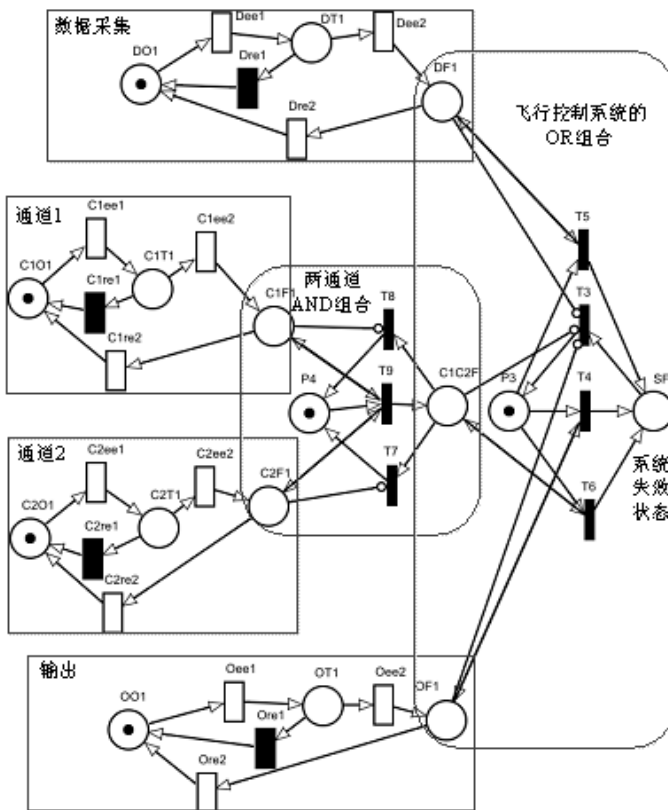 数据采集
Dee1
DT1
Dee2
DO1
Dre1
DF1
Dre2
飞行控制系统的
OR组合
通道1
C1ee1
C1ee2
C1T1
C1O1
C1re1
C1F1
C1re2
两通道
AND组合
T8
P4
T9
C1C2F
T7
T5
T3
P3
T4
SF
T6
系统
失效
状态
通道2
C2ee1
C2ee2
C2T1
C2O1
C2re1
C2F1
C2re2
输出
Oee1
OT1
Oee2
OO1
Ore1
OF1
Ore2